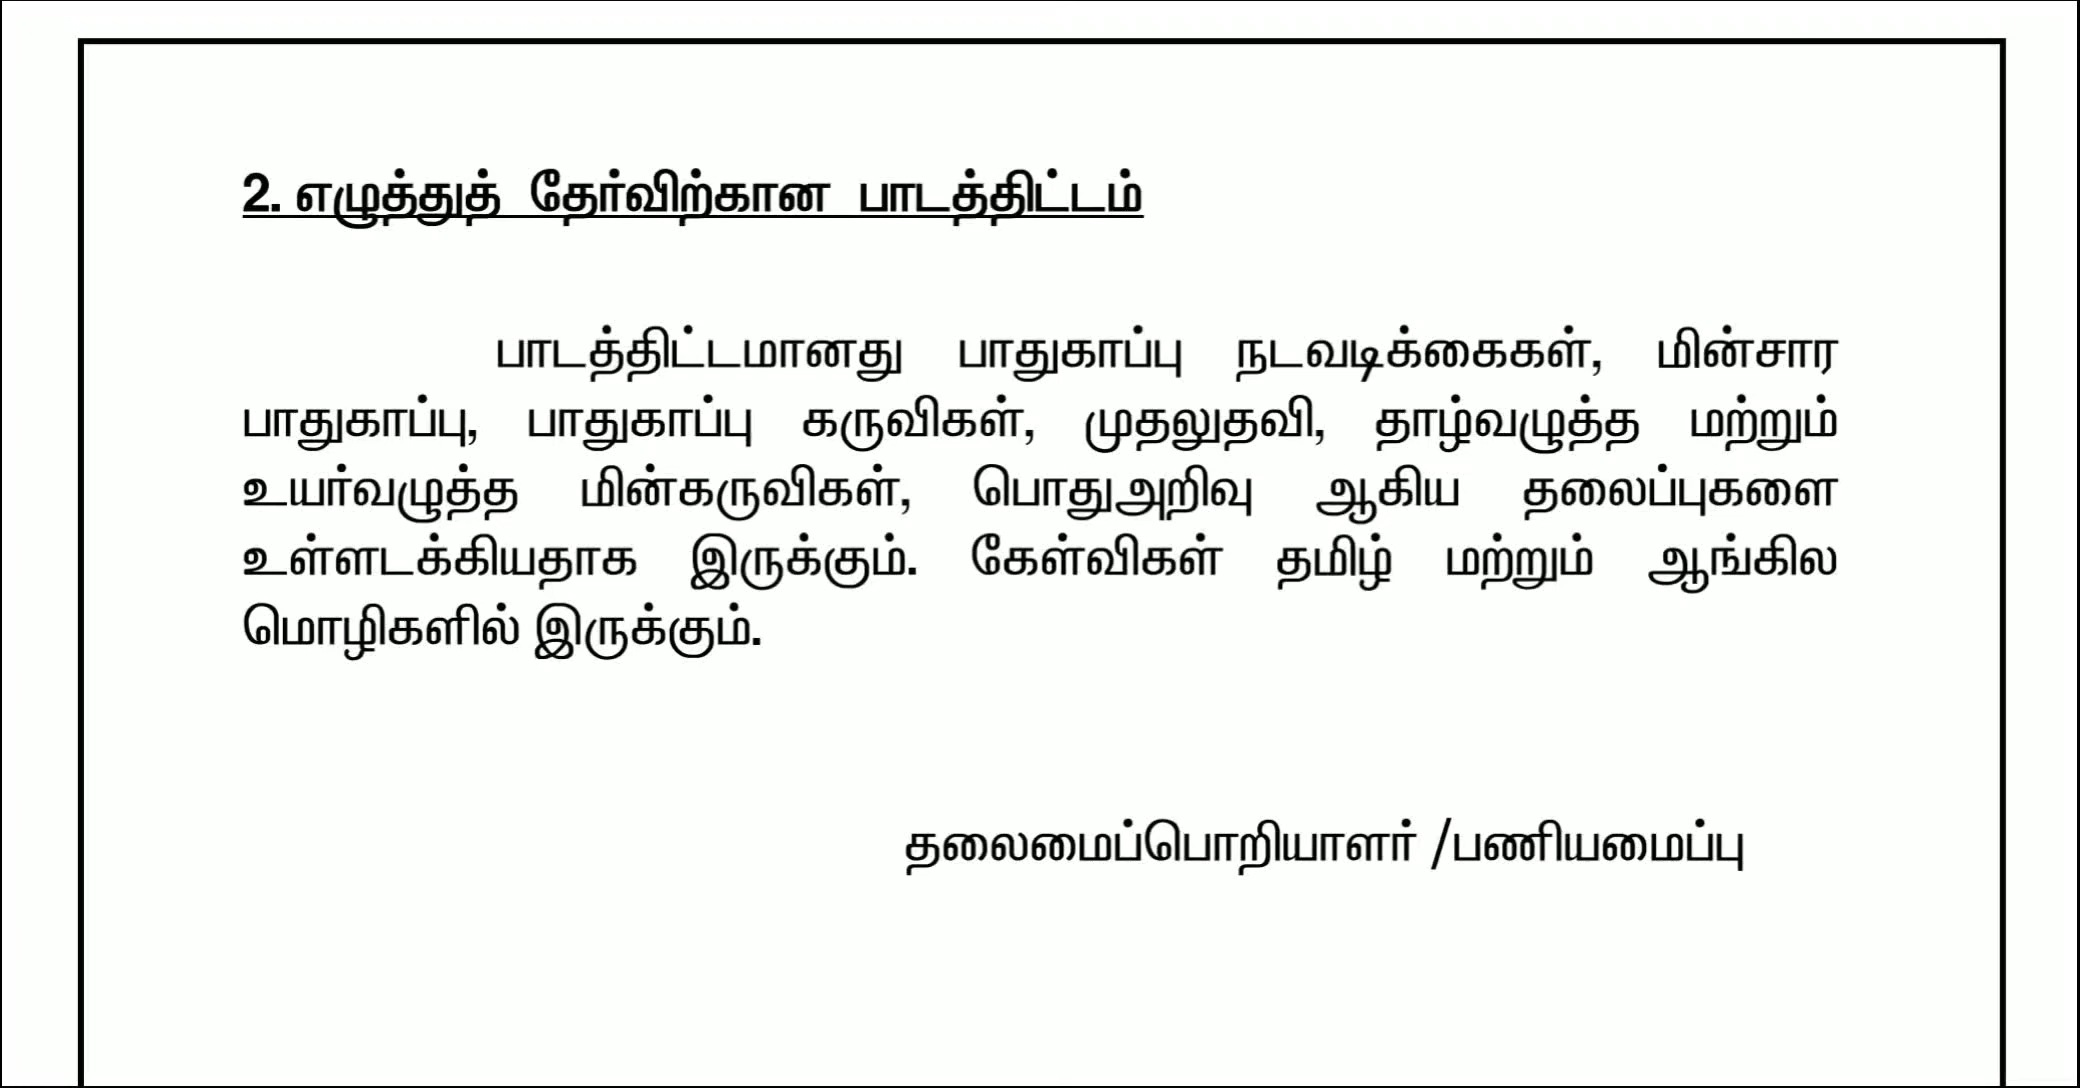 2. எழுத்துத் தேர்விற்கான பாடத்திட்டம்
பாடத்திட்டமானது பாதுகாப்பு நடவடிக்கைகள், மின்சார
பாதுகாப்பு, பாதுகாப்பு கருவிகள், முதலுதவி, தாழ்வழுத்த மற்றும்
உயர்வழுத்த மின்கருவிகள், பொதுஅறிவு ஆகிய தலைப்புகளை
உள்ளடக்கியதாக இருக்கும். கேள்விகள் தமிழ் மற்றும் ஆங்கில
மொழிகளில் இருக்கும்.
தலைமைப்பொறியாளர் /பணியமைப்பு